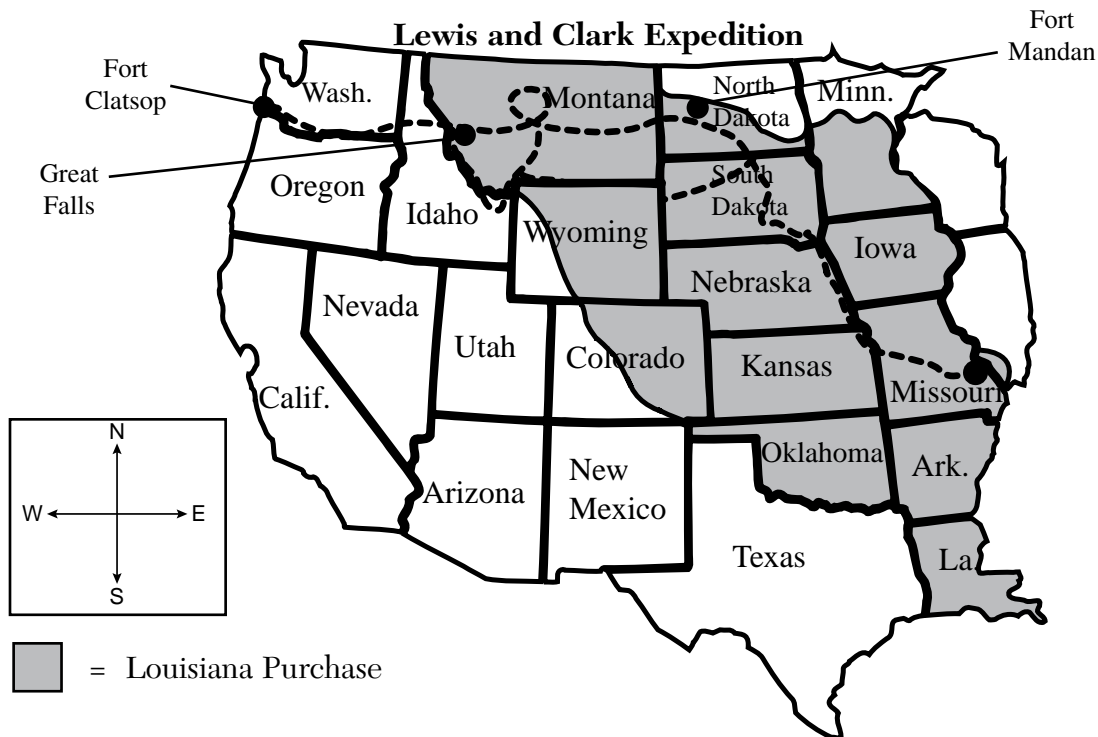 Lewis and Clark Expedition
Fort
Mandan
Fort
Clatsop
Great
Falls
Wash.
Montana
North
Dakota
Minn.
Oregon
Idaho
Wyoming
South
Dakota
Iowa
Nebraska
Nevada
Utah
Colorado
Kansas
Missouri
Calif.
Arizona
New
Mexico
Oklahoma
Ark.
Texas
La.
N
W
E
S
= Louisiana Purchase